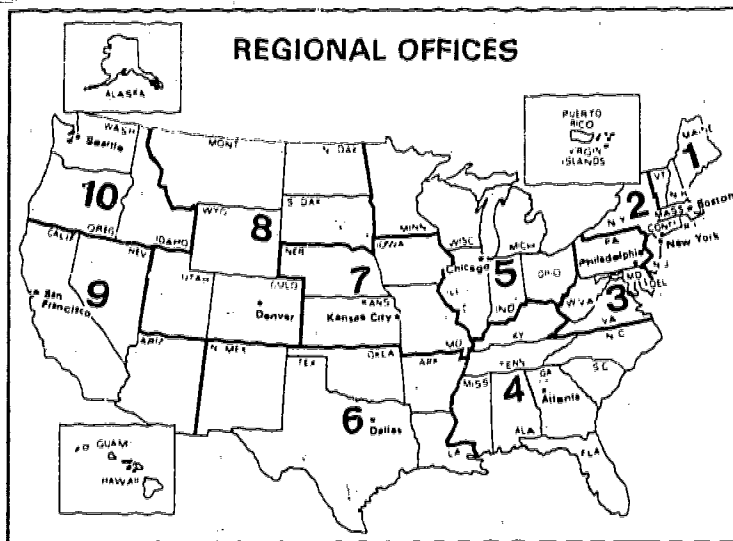 REGIONAL OFFICES
ALASKA
PUERTO
RICO
VIRGIN
ISLANDS
WASH
Seattle
MONT
N. DAK
MAINE
1
VT
N H
10
OREG
IDAHO
WYO
8
S DAK
MINN
WISC
MICH
2
N Y
MASS
Boston
CONN
R I
New York
CALIF
NEV
UTAH
COLO
Denver
NEB
7
IOWA
KANS
Kansas City
MO
Chicago
5
IND
OHIO
PA
Philadelphia
N J
MD
DEL
3
W VA
VA
KY
9
San
Francisco
ARIZ
N MEX
TEX
OKLA
ARK
TENN
N C
S C
MISS
4
GA
Atlanta
ALA
6
Dallas
LA
FLA
GUAM
HAWAII